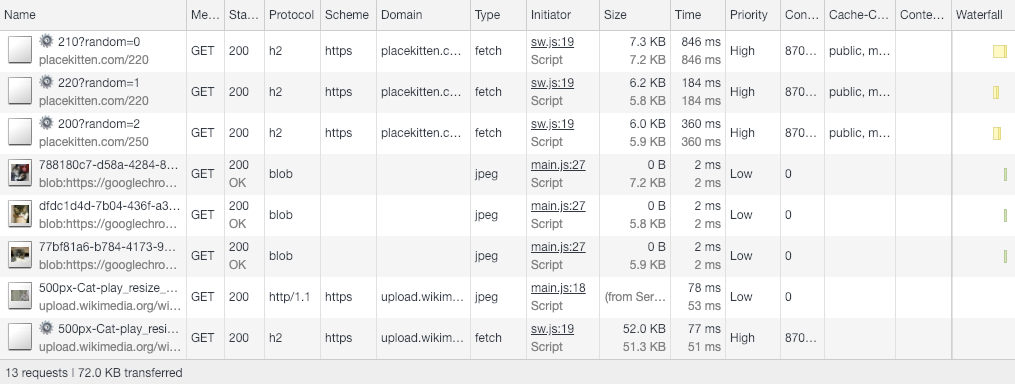 Name Me... Sta... Protocol Scheme Domain Type Initiator Size Time Priority Con... Cache-C... Conte... Waterfall
210?random=0 GET 200 h2 https placekitten.c... fetch sw.js:19 7.3 KB 846 ms High 870... public, m...
placekitten.com/220 Script 7.2 KB 846 ms
220?random=1 GET 200 h2 https placekitten.c... fetch sw.js:19 6.2 KB 184 ms High 870... public, m...
placekitten.com/220 Script 5.8 KB 184 ms
200?random=2 GET 200 h2 https placekitten.c... fetch sw.js:19 6.0 KB 360 ms High 870... public, m...
placekitten.com/250 Script 5.9 KB 360 ms
788180c7-d58a-4284-8... GET 200 blob jpeg main.js:27 0 B 2 ms Low 0
blob:https://googlechro... OK Script 7.2 KB 2 ms
dfdc1d4d-7b04-436f-a3... GET 200 blob jpeg main.js:27 0 B 2 ms Low 0
blob:https://googlechro... OK Script 5.8 KB 2 ms
77bf81a6-b784-4173-9... GET 200 blob jpeg main.js:27 0 B 2 ms Low 0
blob:https://googlechro... OK Script 5.9 KB 2 ms
500px-Cat-play_resize_... GET 200 http/1.1 https upload.wikim... jpeg main.js:18 (from Ser... 78 ms Low 0
upload.wikimedia.org/wi... Script 53 ms
500px-Cat-play_resi... GET 200 h2 https upload.wikim... fetch sw.js:19 52.0 KB 77 ms High 870...
upload.wikimedia.org/wi... Script 51.3 KB 51 ms
13 requests | 72.0 KB transferred